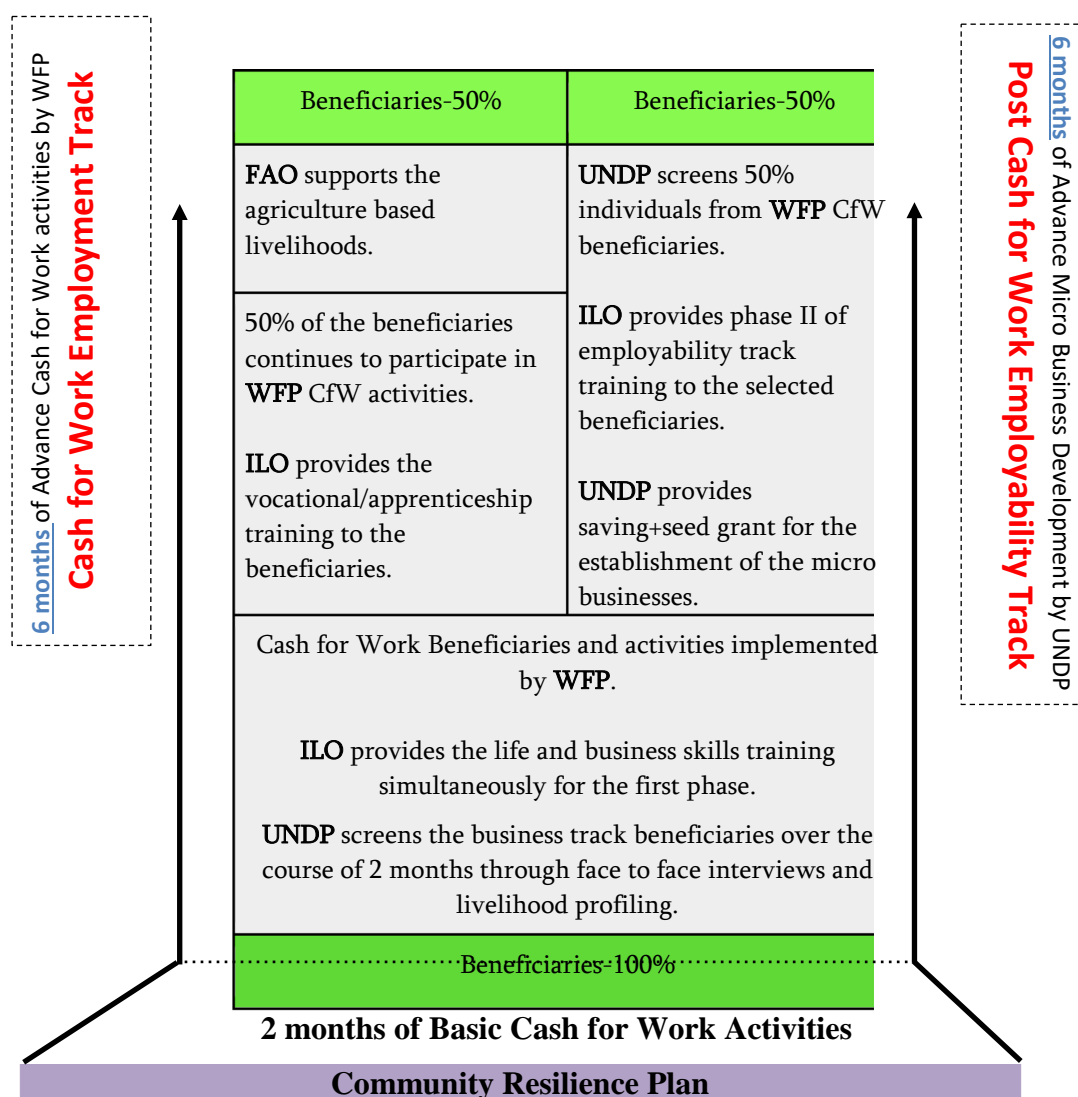 6 months of Advance Cash for Work activities by WFP
Cash for Work Employment Track
Beneficiaries-50%
FAO supports the
agriculture based
livelihoods.
50% of the beneficiaries
continues to participate in
WFP CfW activities.
ILO provides the
vocational/apprenticeship
training to the
beneficiaries.
Beneficiaries-50%
UNDP screens 50%
individuals from WFP CfW
beneficiaries.
ILO provides phase II of
employability track
training to the selected
beneficiaries.
UNDP provides
saving+seed grant for the
establishment of the micro
businesses.
6 months of Advance Micro Business Development by UNDP
Post Cash for Work Employability Track
Cash for Work Beneficiaries and activities implemented
by WFP.
ILO provides the life and business skills training
simultaneously for the first phase.
UNDP screens the business track beneficiaries over the
course of 2 months through face to face interviews and
livelihood profiling.
Beneficiaries-100%
2 months of Basic Cash for Work Activities
Community Resilience Plan